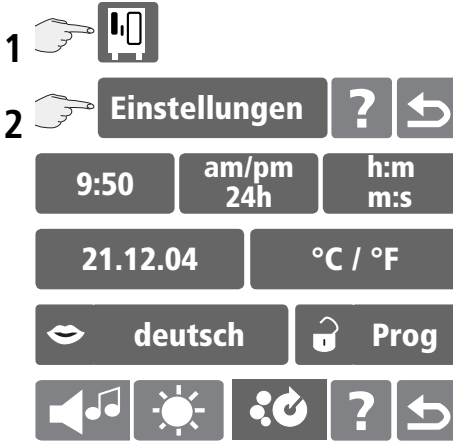 1
2 Einstellungen ?
9:50 am/pm 24h h:m m:s
21.12.04 °C / °F
deutsch Prog
?